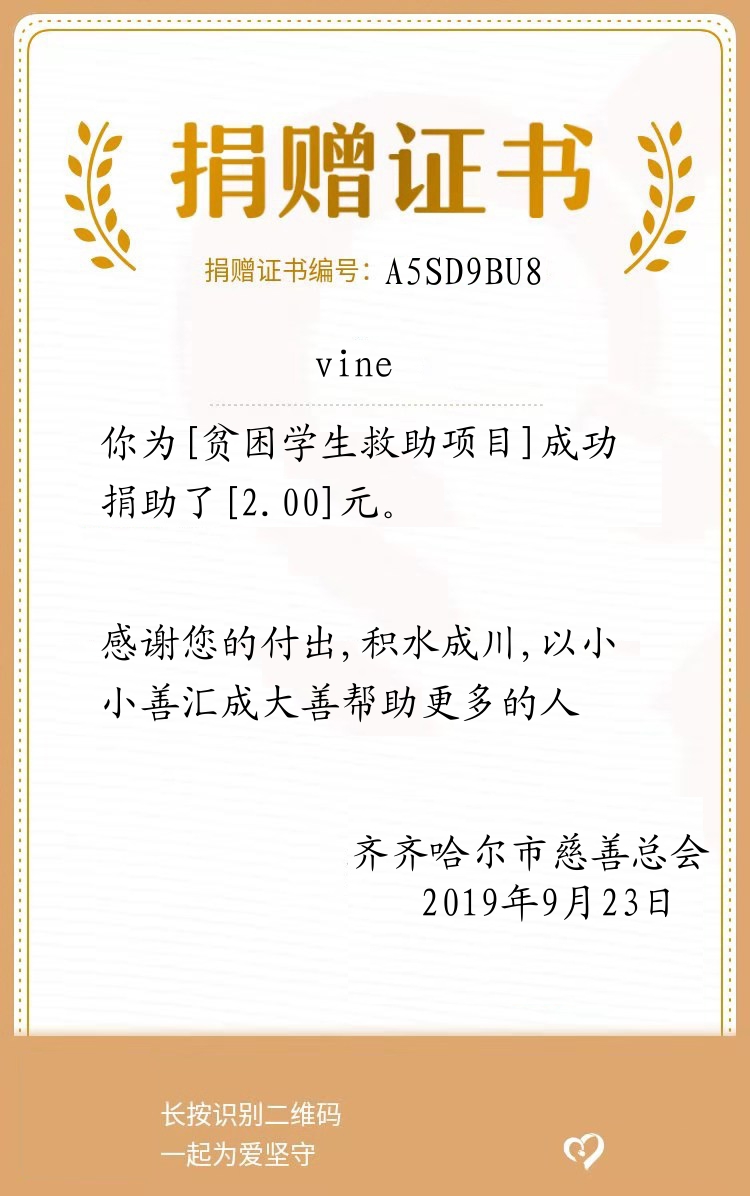 捐赠证书
捐赠证书编号：A5SD9BU8
vine
你为[贫困学生救助项目]成功
捐助了[2.00]元。
感谢您的付出,积水成川,以小
小善汇成大善帮助更多的人
齐齐哈尔市慈善总会
2019年9月23日
长按识别二维码
一起为爱坚守